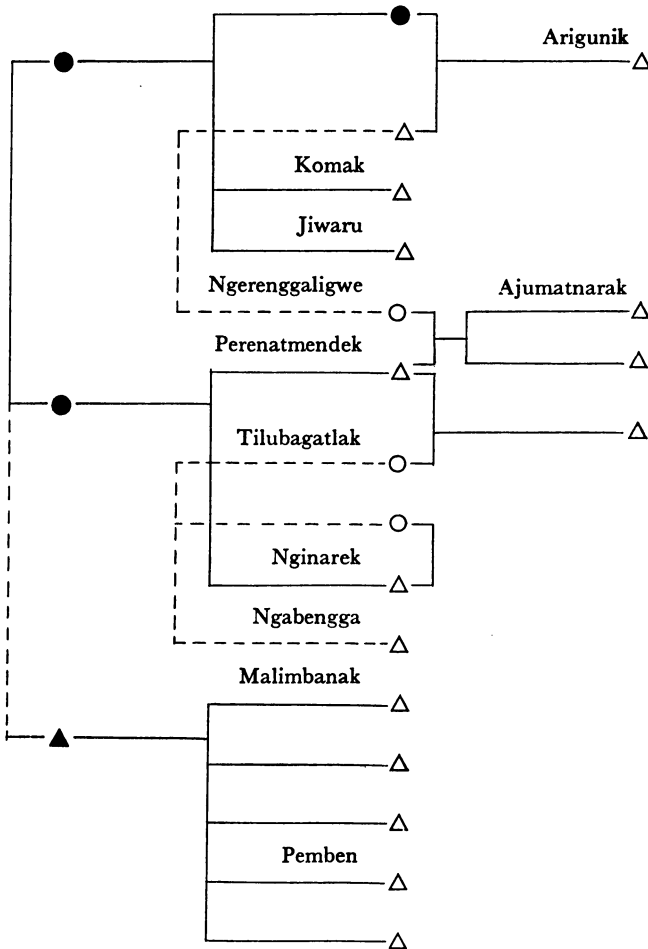 Arigunik
Komak
Jiwaru
Ngerenggaligwe
Ajumatnarak
Perenatmendek
Tilubagatlak
Nginarek
Ngabengga
Malimbanak
Pemben